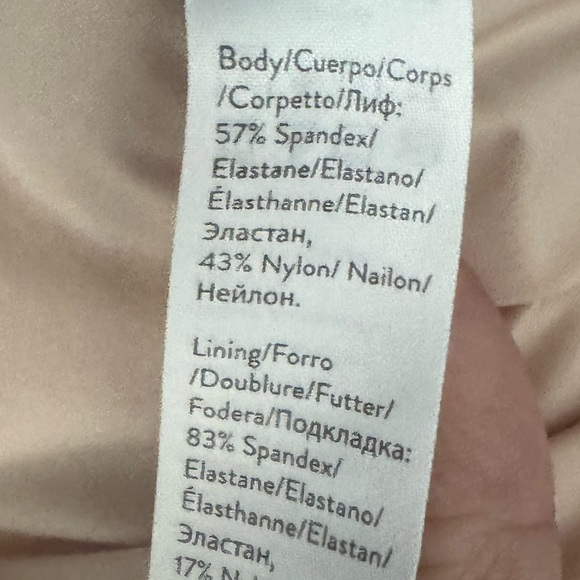 Body/Cuerpo/Corps
/Corpetto/Лиф:
57% Spandex/
Elastane/Elastano/
Élasthanne/Elastan/
Эластан,
43% Nylon/ Nailon/
Нейлон.
Lining/Forro
/Doublure/Futter/
Fodera/Подкладка:
83% Spandex/
Elastane/Elastano/
Élasthanne/Elastan/
Эластан,
17%